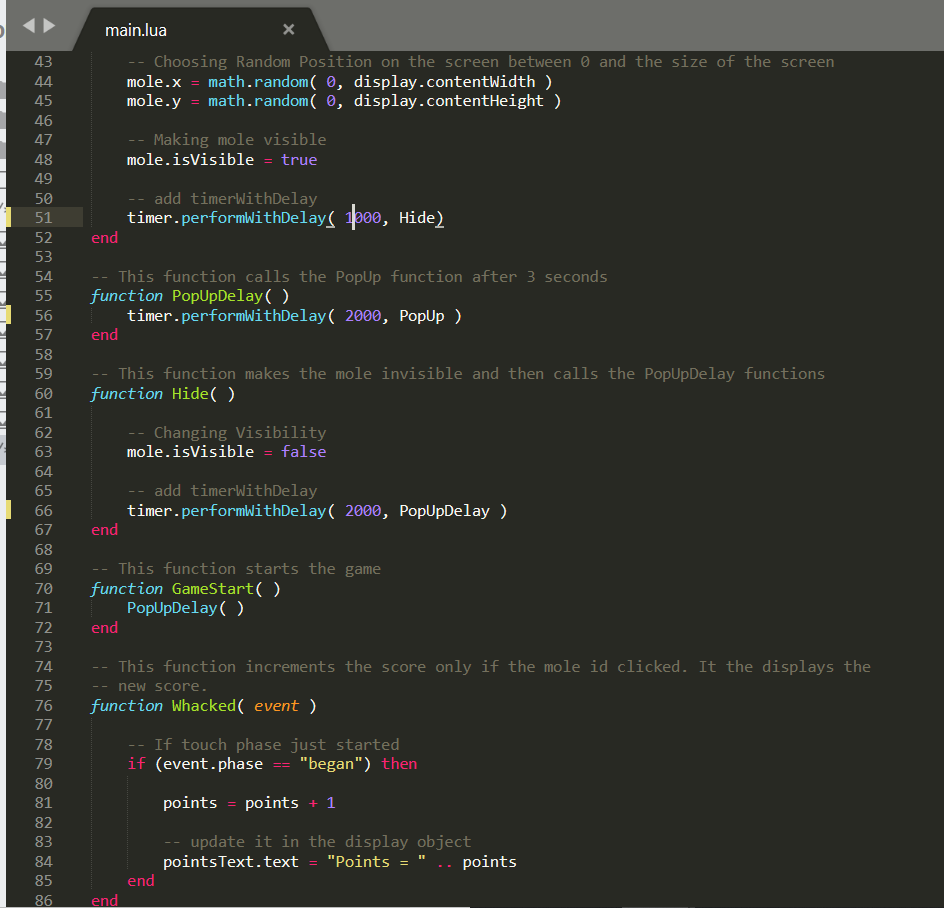 main.lua ×
43 -- Choosing Random Position on the screen between 0 and the size of the screen
44 mole.x = math.random( 0, display.contentWidth )
45 mole.y = math.random( 0, display.contentHeight )
46
47 -- Making mole visible
48 mole.isVisible = true
49
50 -- add timerWithDelay
51 timer.performWithDelay( 1000, Hide)
52 end
53
54 -- This function calls the PopUp function after 3 seconds
55 function PopUpDelay( )
56 timer.performWithDelay( 2000, PopUp )
57 end
58
59 -- This function makes the mole invisible and then calls the PopUpDelay functions
60 function Hide( )
61
62 -- Changing Visibility
63 mole.isVisible = false
64
65 -- add timerWithDelay
66 timer.performWithDelay( 2000, PopUpDelay )
67 end
68
69 -- This function starts the game
70 function GameStart( )
71 PopUpDelay( )
72 end
73
74 -- This function increments the score only if the mole id clicked. It the displays the
75 -- new score.
76 function Whacked( event )
77
78 -- If touch phase just started
79 if (event.phase == "began") then
80
81 points = points + 1
82
83 -- update it in the display object
84 pointsText.text = "Points = " .. points
85 end
86 end